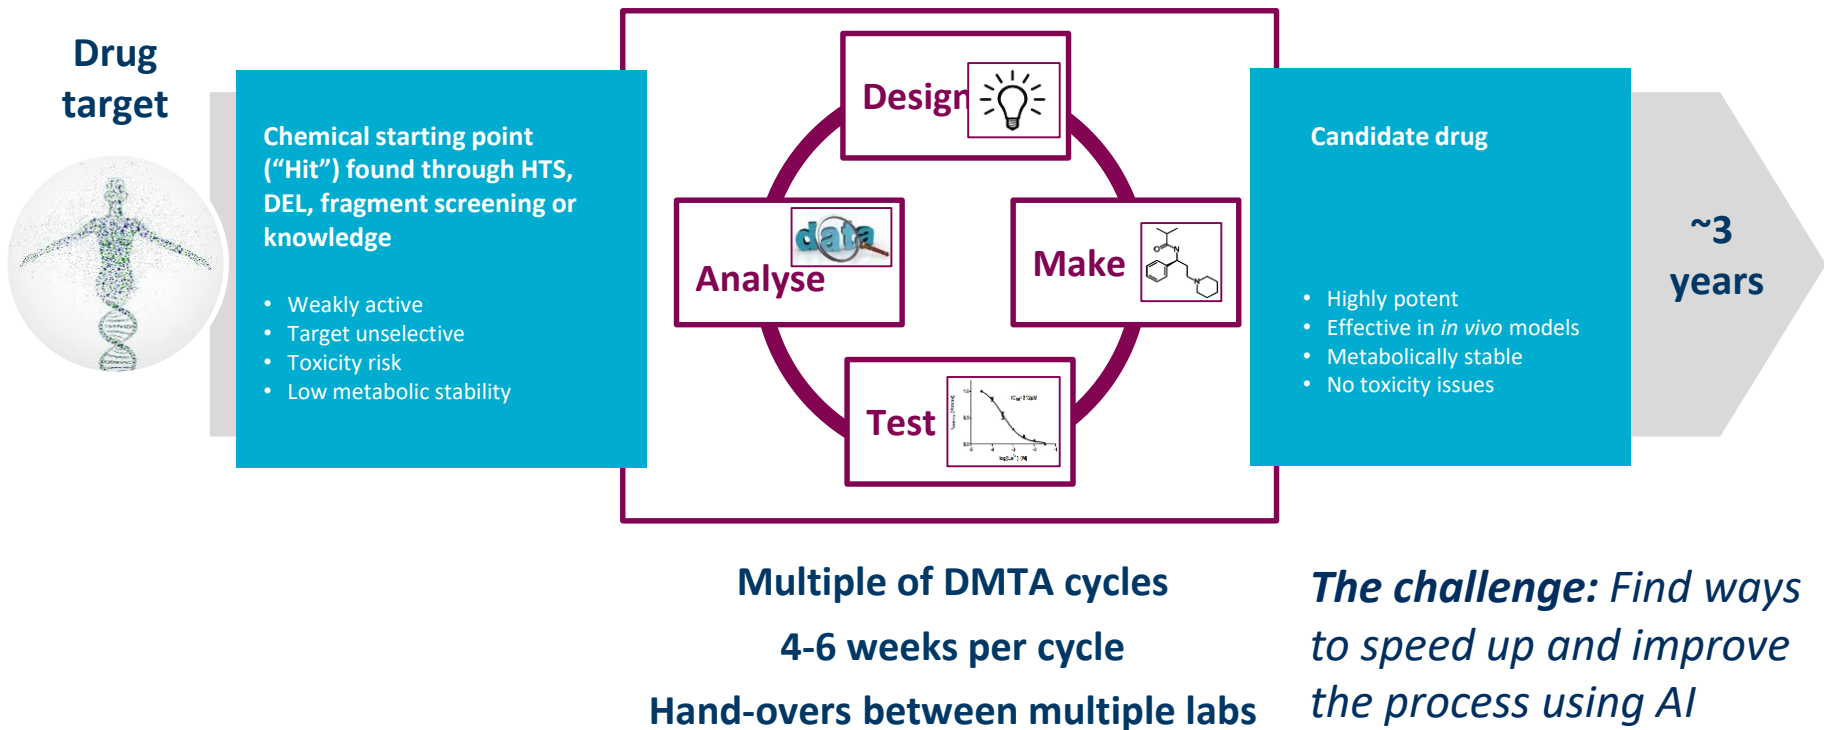 Drug
target
Chemical starting point
(“Hit”) found through HTS,
DEL, fragment screening or
knowledge
• Weakly active
• Target unselective
• Toxicity risk
• Low metabolic stability
Design
Analyse
data
Make
O
N
N
Test
log[La³⁺] (M)
Candidate drug
• Highly potent
• Effective in in vivo models
• Metabolically stable
• No toxicity issues
~3
years
Multiple of DMTA cycles
4-6 weeks per cycle
Hand-overs between multiple labs
The challenge: Find ways
to speed up and improve
the process using AI